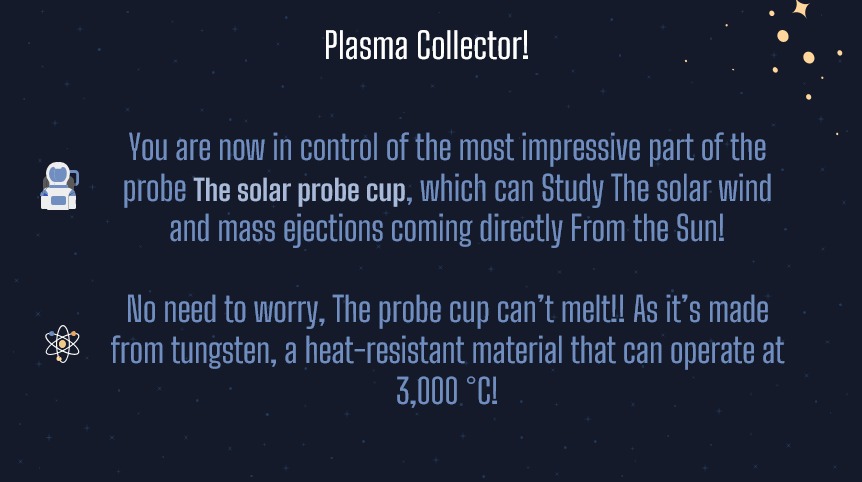 Plasma Collector!
You are now in control of the most impressive part of the
probe The solar probe cup, which can Study The solar wind
and mass ejections coming directly From the Sun!
No need to worry, The probe cup can't melt!! As it's made
from tungsten, a heat-resistant material that can operate at
3,000 °C!